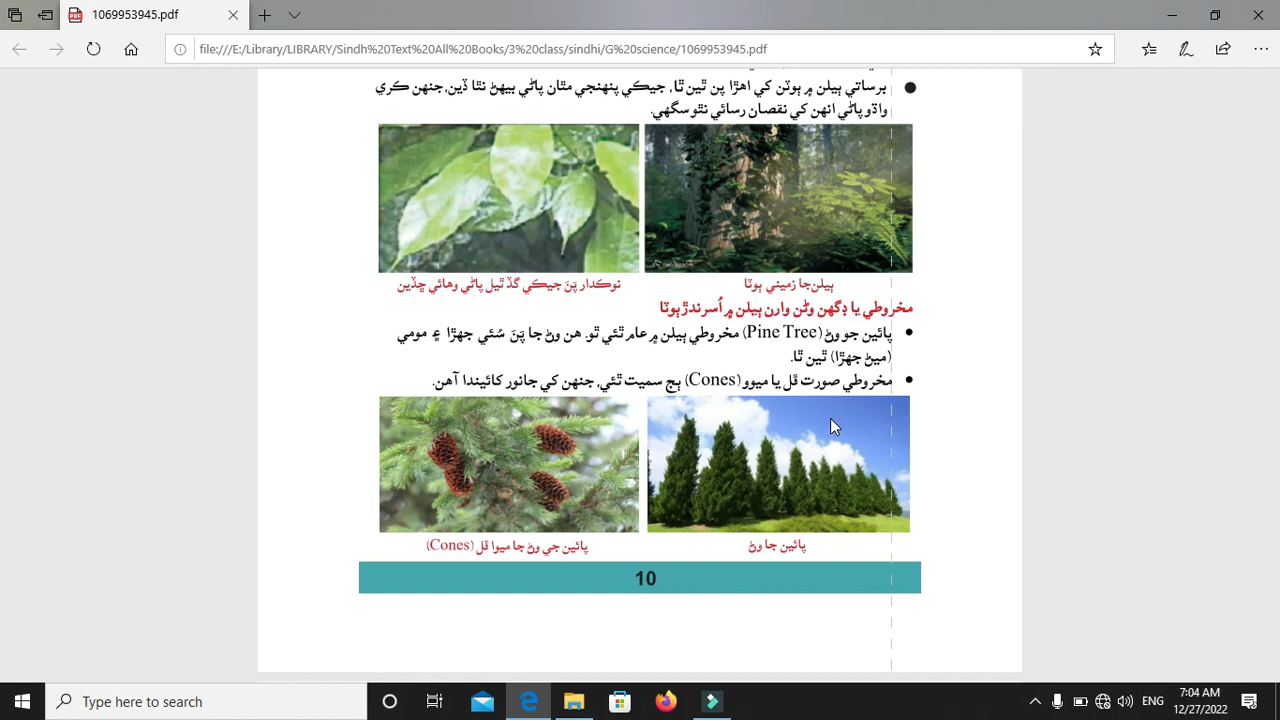 1069953945.pdf
file:///E:/Library/LIBRARY/Sindh%20Text%20All%20Books/3%20class/sindhi/G%20science/1069953945.pdf
برساتي ٻيلن ۾ ٻوٽن کي اهڙا پن ٿين ٿا، جيڪي پنهنجي مٿان پاڻي بيهڻ نٿا ڏين، جنهن ڪري
واڌو پاڻي انهن کي نقصان رسائي نٿو سگهي.
ٻيلن جا زميني ٻوٽا
نوڪدار پَنَ جيڪي گڏ ٿيل پاڻي وهائي ڇڏين
مخروطي يا ڊگهن وڻن وارن ٻيلن ۾ اُسرندڙ ٻوٽا
پائين جو وڻ (Pine Tree) مخروطي ٻيلن ۾ عام ٿئي ٿو. هن وڻ جا پَنَ سُئي جهڙا ۽ مومي
(ميڻ جهڙا) ٿين ٿا.
مخروطي صورت ڦل يا ميوو (Cones) ٻج سميت ٿئي، جنهن کي جانور کائيندا آهن.
پائين جا وڻ
پائين جي وڻ جا ميوا ڦل (Cones)
10
Type here to search
ENG
7:04 AM
12/27/2022